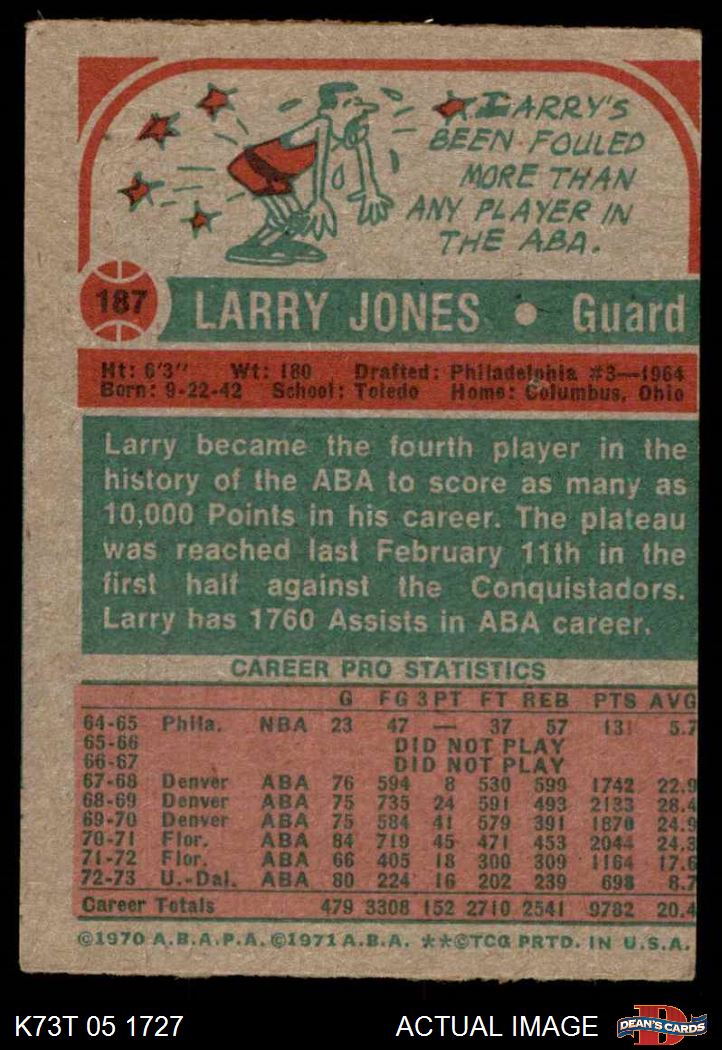 LARRY'S
BEEN FOULED
MORE THAN
ANY PLAYER IN
THE ABA.
187 LARRY JONES • Guard
Ht: 6'3" Wt: 180 Drafted: Philadelphia #3—1964
Born: 9-22-42 School: Toledo Home: Columbus, Ohio
Larry became the fourth player in the
history of the ABA to score as many as
10,000 Points in his career. The plateau
was reached last February 11th in the
first half against the Conquistadors.
Larry has 1760 Assists in ABA career.
CAREER PRO STATISTICS
G FG 3PT FT REB PTS AVG
64-65 Phila. NBA 23 47 — 37 57 131 5.7
65-66 DID NOT PLAY
66-67 DID NOT PLAY
67-68 Denver ABA 76 594 8 530 599 1742 22.9
68-69 Denver ABA 75 735 24 591 493 2133 28.4
69-70 Denver ABA 75 584 41 579 391 1870 24.9
70-71 Flor. ABA 84 719 45 471 453 2044 24.3
71-72 Flor. ABA 66 405 18 300 309 1164 17.6
72-73 U.-Dal. ABA 80 224 16 202 239 698 8.7
Career Totals 479 3308 152 2710 2541 9782 20.4
©1970 A.B.A.P.A. ©1971 A.B.A. **©TCG PRTD. IN U.S.A.
K73T 05 1727 ACTUAL IMAGE DEAN'S CARDS